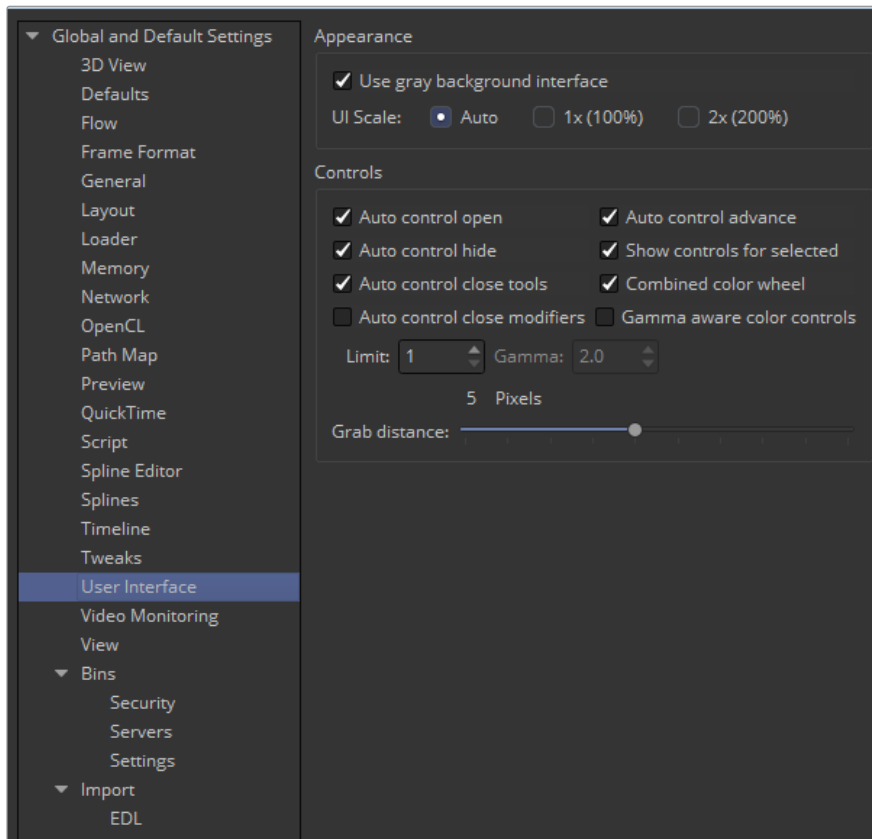 Global and Default Settings
3D View
Defaults
Flow
Frame Format
General
Layout
Loader
Memory
Network
OpenCL
Path Map
Preview
QuickTime
Script
Spline Editor
Splines
Timeline
Tweaks
User Interface
Video Monitoring
View
Bins
Security
Servers
Settings
Import
EDL
Appearance
Use gray background interface
UI Scale: Auto 1x (100%) 2x (200%)
Controls
Auto control open Auto control advance
Auto control hide Show controls for selected
Auto control close tools Combined color wheel
Auto control close modifiers Gamma aware color controls
Limit: 1 Gamma: 2.0
5 Pixels
Grab distance: